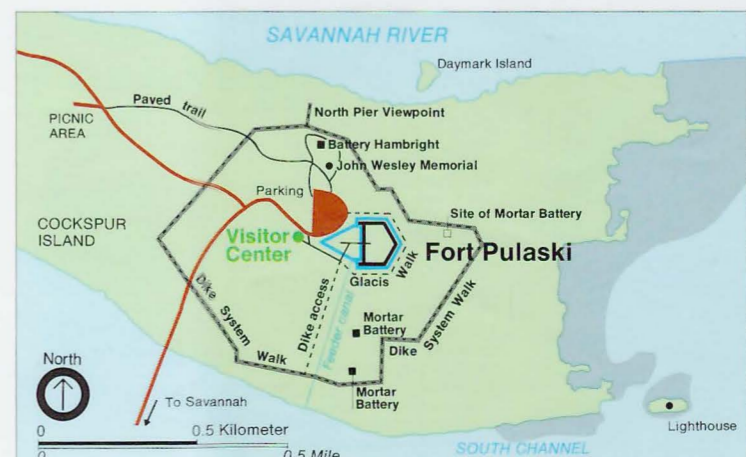 SAVANNAH RIVER
Daymark Island
Paved trail
North Pier Viewpoint
PICNIC
AREA
Battery Hambright
John Wesley Memorial
Parking
Site of Mortar Battery
COCKSPUR
ISLAND
Visitor
Center
Fort Pulaski
Walk
Glacis
Dike System Walk
Dike access
Feeder canal
Mortar
Battery
Dike System Walk
Mortar
Battery
North
To Savannah
Lighthouse
0 0.5 Kilometer
0 0.5 Mile
SOUTH CHANNEL